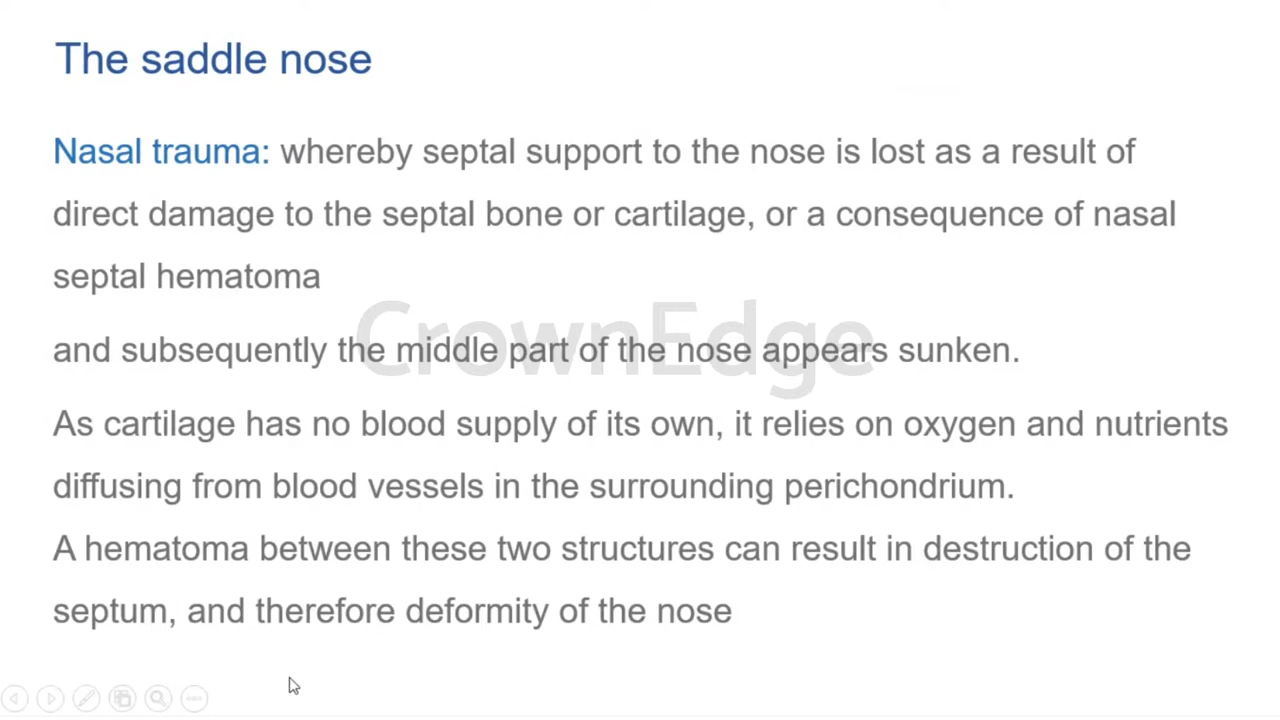 The saddle nose
Nasal trauma: whereby septal support to the nose is lost as a result of
direct damage to the septal bone or cartilage, or a consequence of nasal
septal hematoma
CrownEdge
and subsequently the middle part of the nose appears sunken.
As cartilage has no blood supply of its own, it relies on oxygen and nutrients
diffusing from blood vessels in the surrounding perichondrium.
A hematoma between these two structures can result in destruction of the
septum, and therefore deformity of the nose